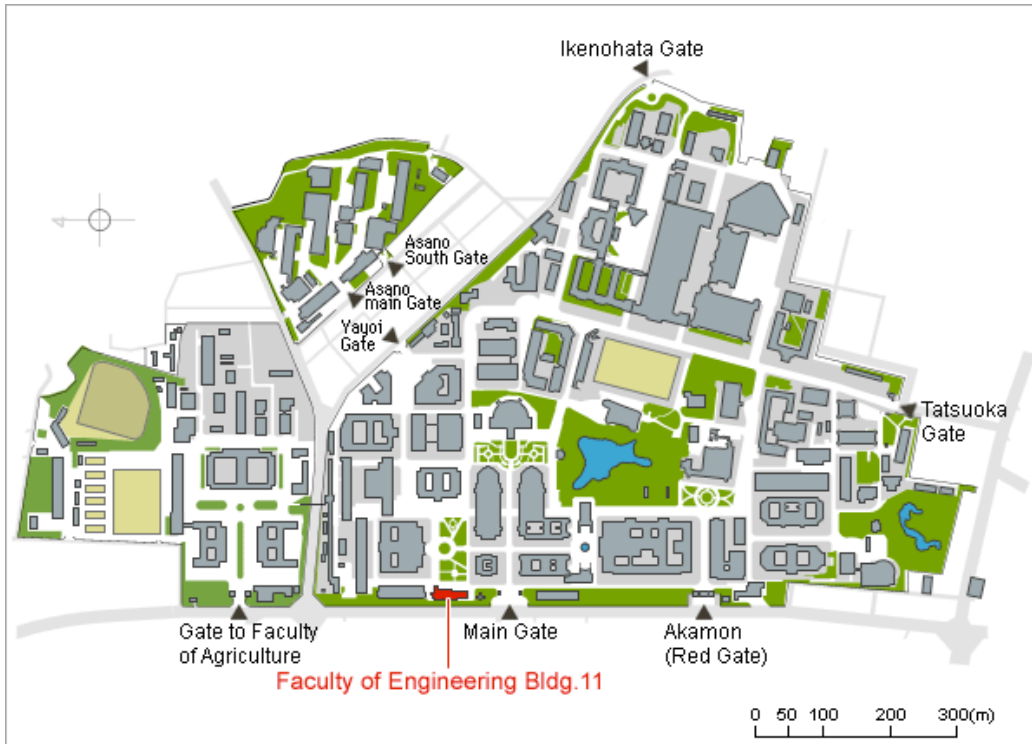 Ikenohata Gate
Asano
South Gate
Asano
main Gate
Yayoi
Gate
Tatsuoka
Gate
Gate to Faculty
of Agriculture
Main Gate
Akamon
(Red Gate)
Faculty of Engineering Bldg.11
0 50 100 200 300(m)